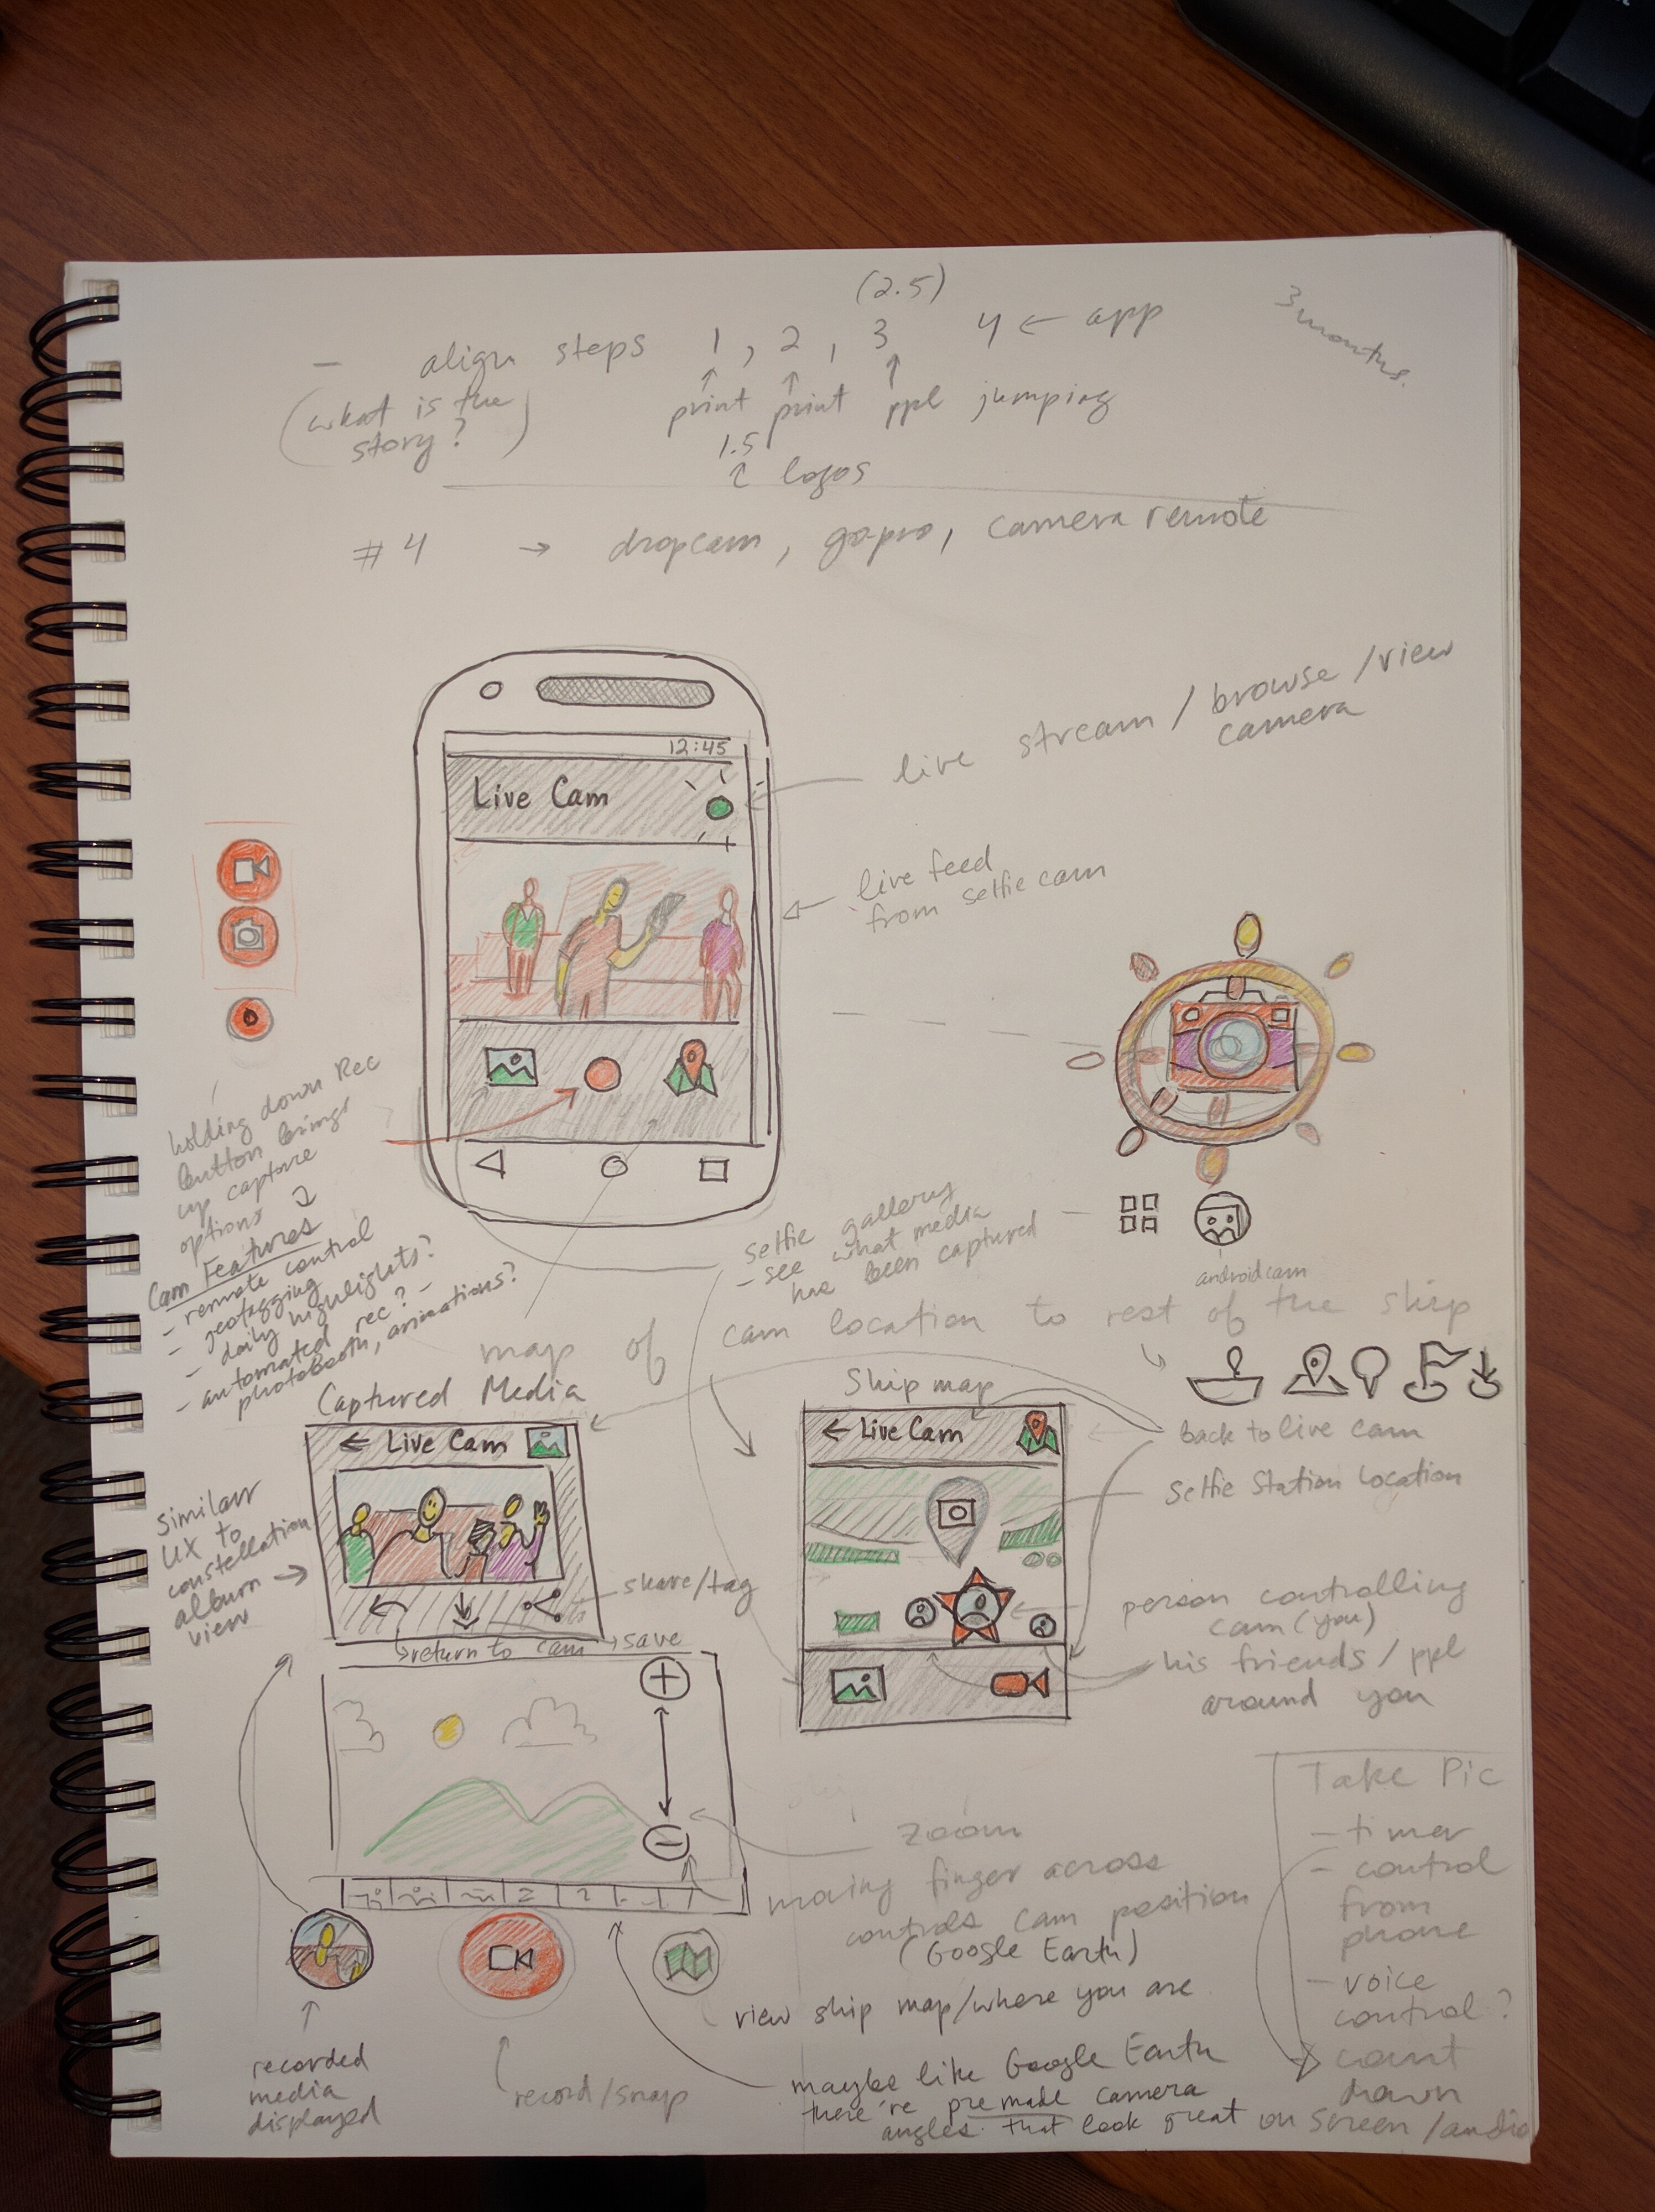 (2.5)
3 months.
- align steps 1, 2, 3 4 ← app
(what is the
story?)
print print ppl jumping
1.5
2 logos
#4 → dropcam, gopro, camera remote
live stream / browse / view
camera
12:45
Live Cam
live feed
from selfie cam
holding down Rec
button brings
up capture
options
Cam Features
- remote control
- geotagging
- daily highlights?
- automated rec? -
photobooth, animations?
selfie gallery
- see what media
has been captured
androidcam
map of cam location to rest of the ship
Captured Media
← Live Cam
Ship map
← Live Cam
back to live cam
Selfie Station Location
similar
UX to
constellation
album
view
share/tag
return to cam
save
person controlling
cam (you)
his friends / ppl
around you
+
-
Zoom
moving finger across
controls cam position
(Google Earth)
view ship map/where you are
Take Pic
- timer
- control
from
phone
- voice
control?
count
down
on screen / audio
recorded
media
displayed
record/snap
maybe like Google Earth
there're premade camera
angles that look great